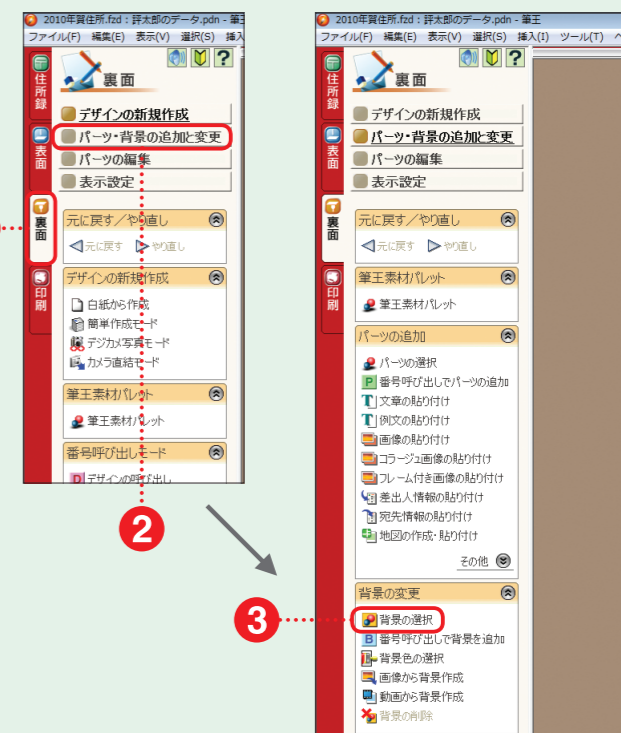 2010年賀住所.fzd：評太郎のデータ.pdn - 筆王
ファイル(F) 編集(E) 表示(V) 選択(S) 挿入
住所録
表面
裏面
印刷
裏面
?
デザインの新規作成
パーツ・背景の追加と変更
パーツの編集
表示設定
元に戻す／やり直し
元に戻す やり直し
デザインの新規作成
白紙から作成
簡単作成モード
デジカメ写真モード
カメラ直結モード
筆王素材パレット
筆王素材パレット
番号呼び出しモード
D デザインの呼び出し
2
2010年賀住所.fzd：評太郎のデータ.pdn - 筆王
ファイル(F) 編集(E) 表示(V) 選択(S) 挿入(I) ツール(T) ヘ
住所録
表面
裏面
印刷
裏面
?
デザインの新規作成
パーツ・背景の追加と変更
パーツの編集
表示設定
元に戻す／やり直し
元に戻す やり直し
筆王素材パレット
筆王素材パレット
パーツの追加
パーツの選択
P 番号呼び出しでパーツの追加
T 文章の貼り付け
T 例文の貼り付け
画像の貼り付け
コラージュ画像の貼り付け
フレーム付き画像の貼り付け
差出人情報の貼り付け
宛先情報の貼り付け
地図の作成・貼り付け
その他
背景の変更
3
背景の選択
B 番号呼び出しで背景を追加
背景色の選択
画像から背景作成
動画から背景作成
背景の削除